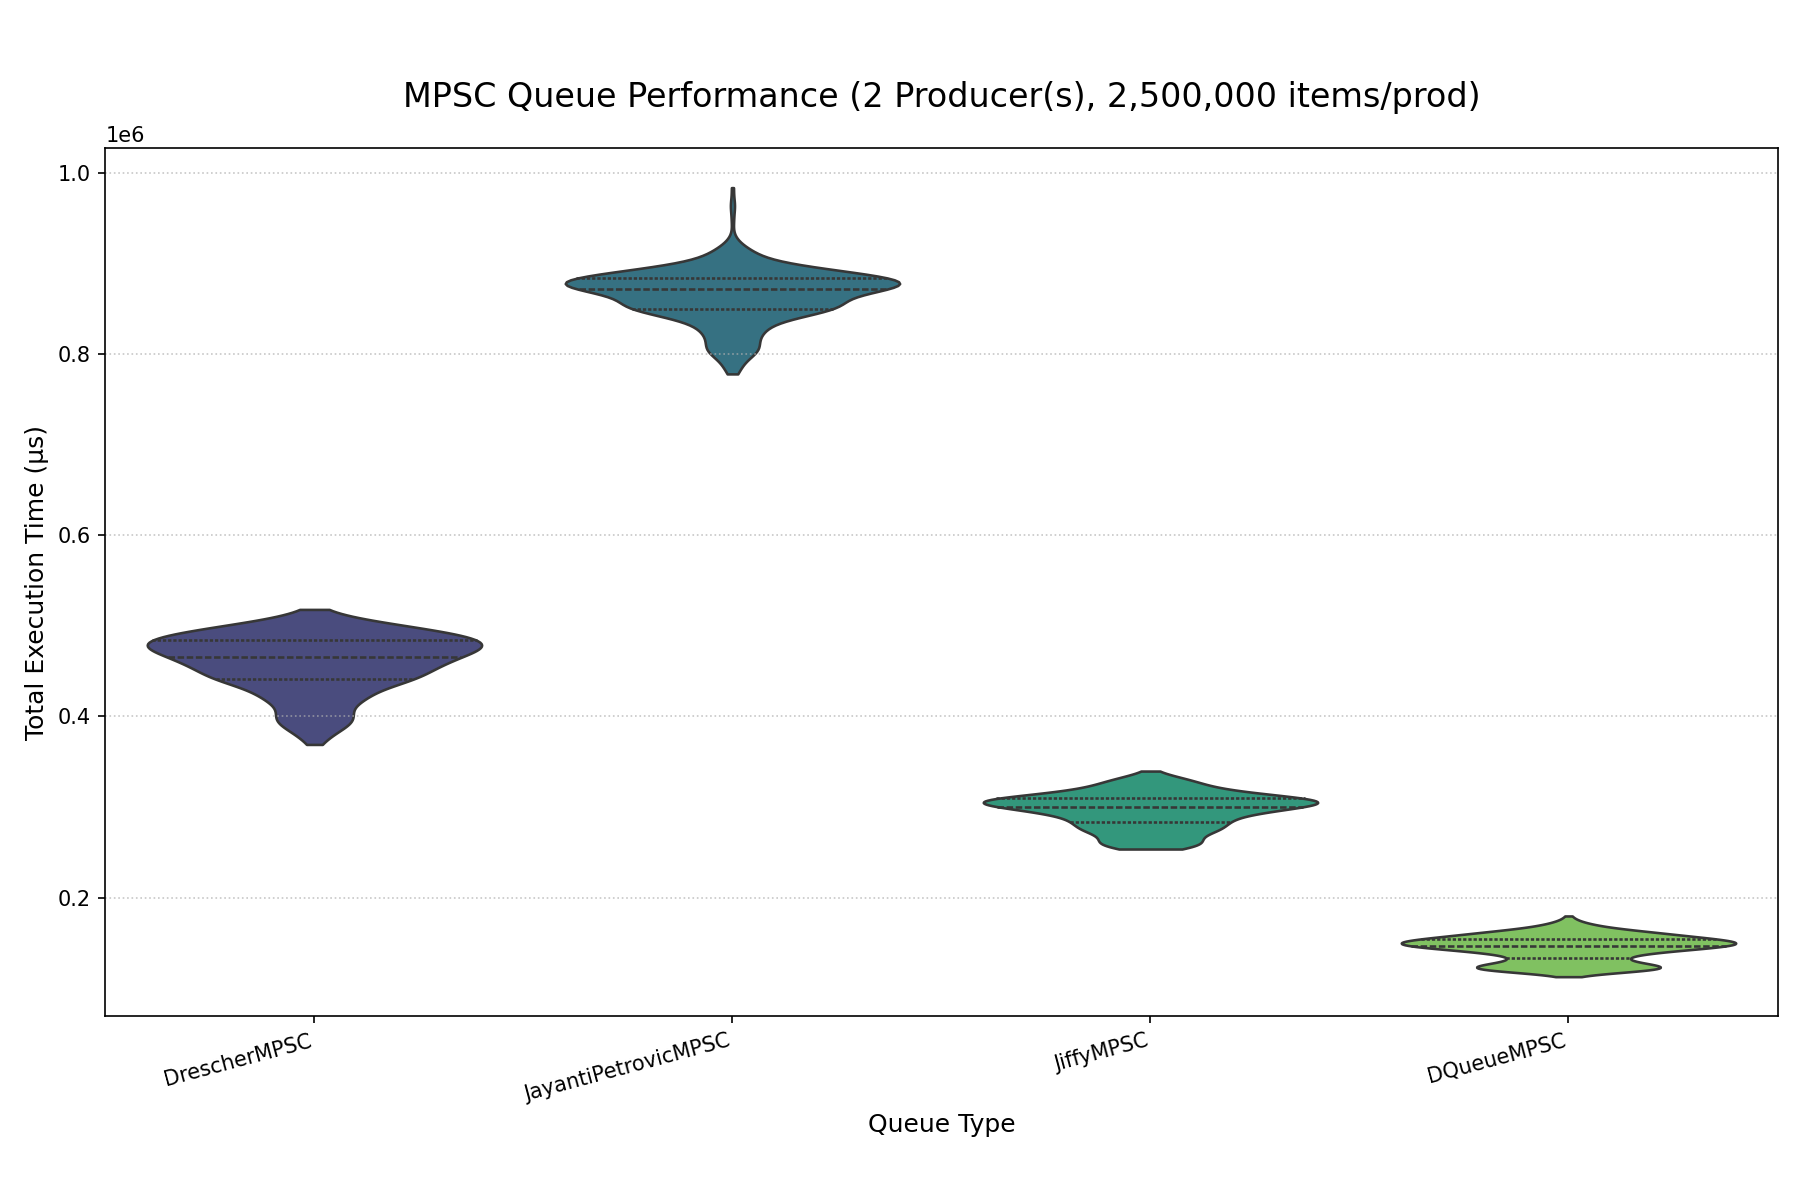 MPSC Queue Performance (2 Producer(s), 2,500,000 items/prod)
1e6
1.0
0.8
0.6
0.4
0.2
Total Execution Time (µs)
DrescherMPSC
JayantiPetrovicMPSC
JiffyMPSC
DQueueMPSC
Queue Type